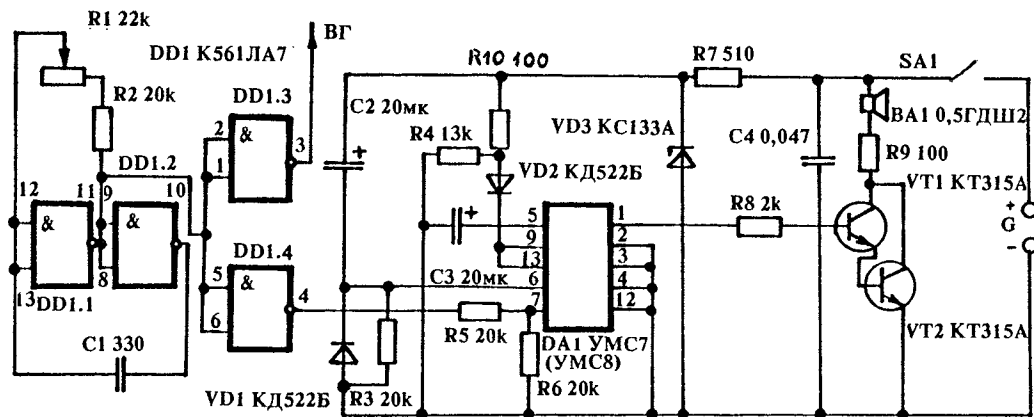 R1 22k
ВГ
DD1 К561ЛА7
R10 100
R7 510
SA1
R2 20k
DD1.3
C2 20мк
&
2
1
3
+
R4 13k
VD3 КС133А
C4 0,047
ВА1 0,5ГДШ2
R9 100
DD1.2
VD2 КД522Б
VT1 КТ315А
12
11
9
10
&
&
13
8
DD1.1
+
5
9
13
6
7
1
2
3
4
12
R8 2k
+
G
-
DD1.4
5
&
6
4
C3 20мк
R5 20k
DA1 УМС7
(УМС8)
VT2 КТ315А
C1 330
VD1 КД522Б
R3 20k
R6 20k